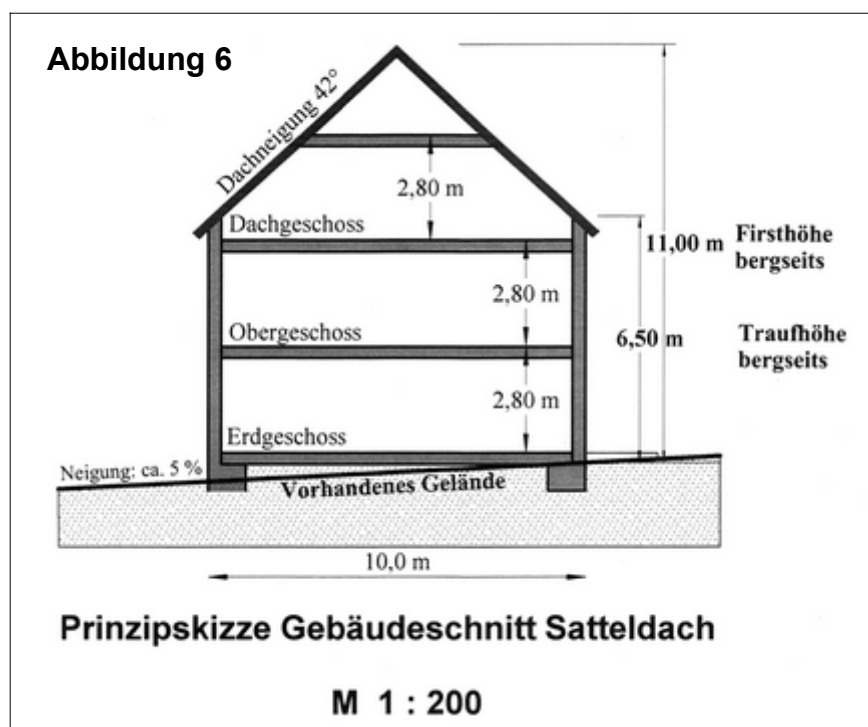 Abbildung 6
Dachneigung 42°
2,80 m
Dachgeschoss
11,00 m
Firsthöhe
bergseits
2,80 m
Obergeschoss
6,50 m
Traufhöhe
bergseits
2,80 m
Erdgeschoss
Neigung: ca. 5 %
Vorhandenes Gelände
10,0 m
Prinzipskizze Gebäudeschnitt Satteldach
M 1 : 200